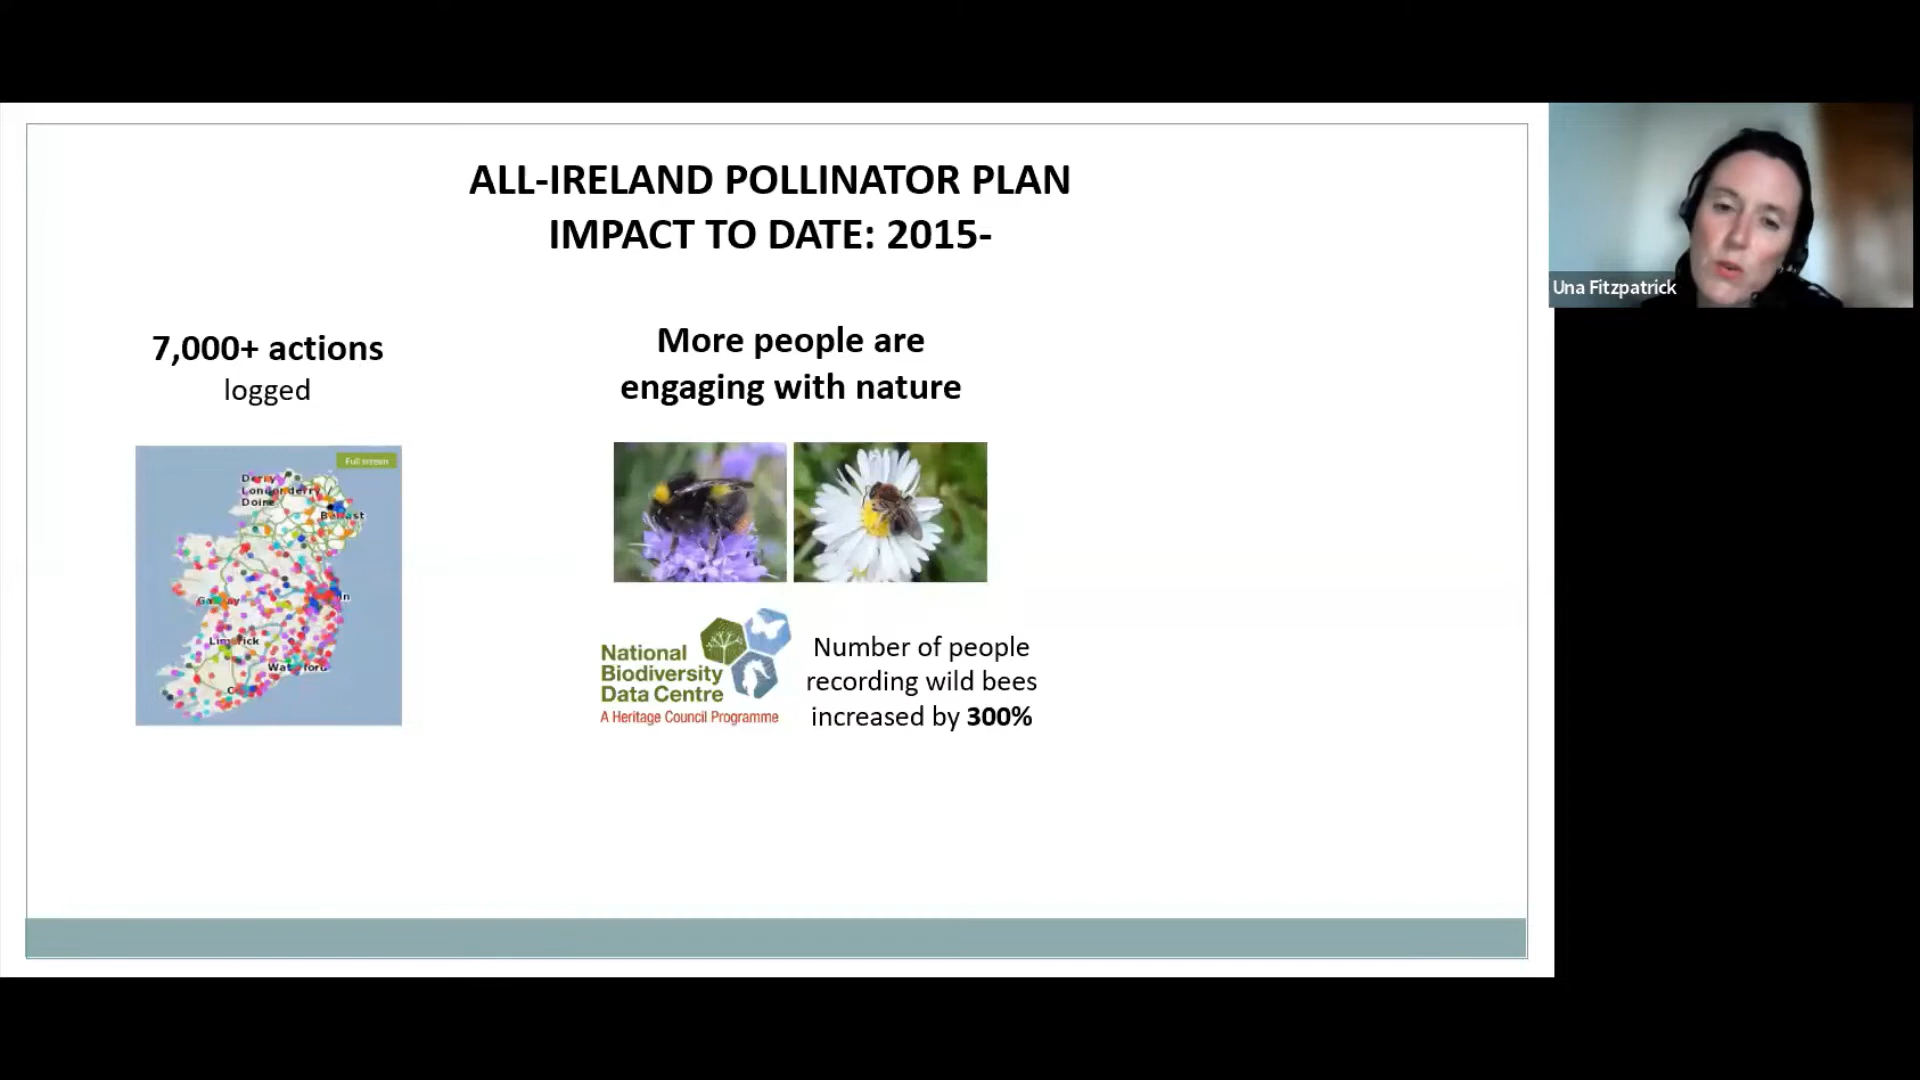 ALL-IRELAND POLLINATOR PLAN
IMPACT TO DATE: 2015-
Una Fitzpatrick
7,000+ actions
logged
More people are
engaging with nature
Full screen
Derry
Londonderry
Doire
Belfast
Galway
Limerick
Waterford
National
Biodiversity
Data Centre
A Heritage Council Programme
Number of people
recording wild bees
increased by 300%